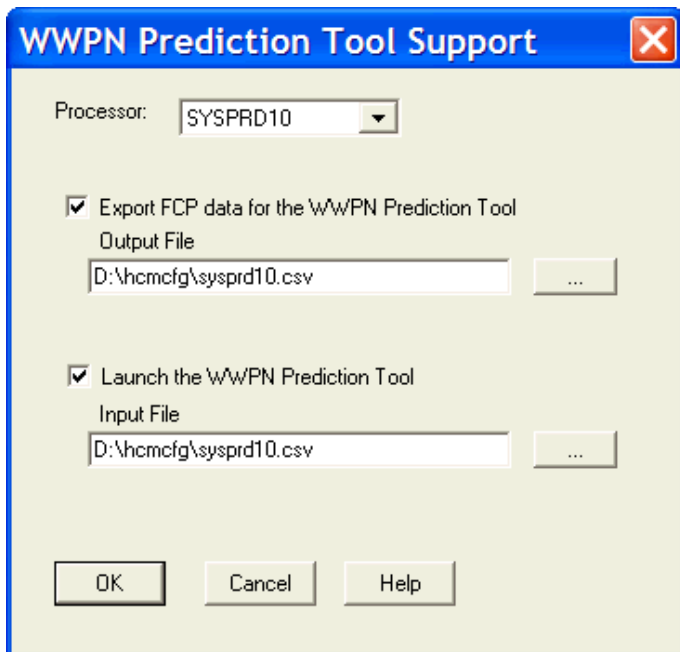 WWPN Prediction Tool Support
Processor: SYSPRD10
Export FCP data for the WWPN Prediction Tool
Output File
D:\hcmcfg\sysprd10.csv ...
Launch the WWPN Prediction Tool
Input File
D:\hcmcfg\sysprd10.csv ...
OK Cancel Help